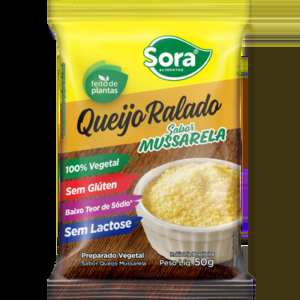 Sora
ALIMENTOS
feito de
plantas
Queijo Ralado
Sabor
MUSSARELA
100% Vegetal
Sem Glúten
Baixo Teor de Sódio*
Sem Lactose
Preparado Vegetal
Sabor Queijo Mussarela
Indústria Brasileira
Peso Líq. 50g